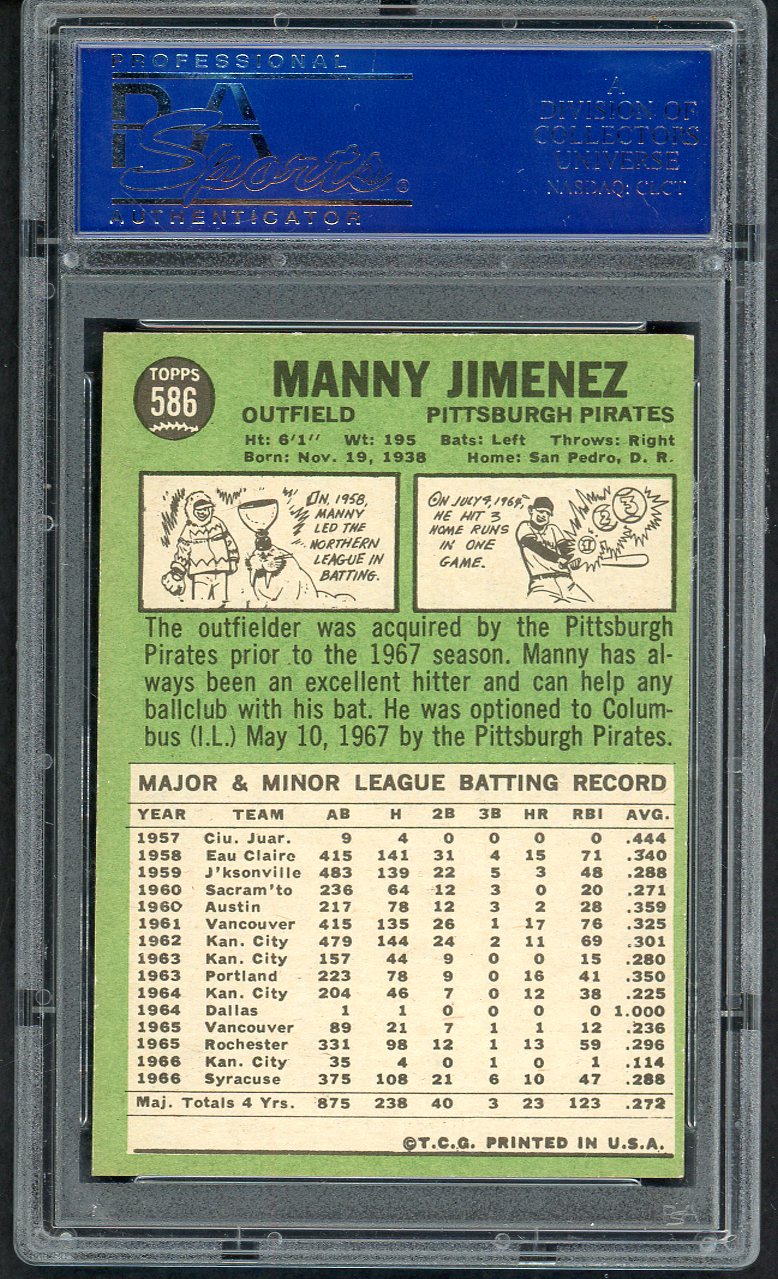 PROFESSIONAL
PSA
Sports®
AUTHENTICATOR
A
DIVISION OF
COLLECTORS
UNIVERSE
NASDAQ: CLCT
TOPPS
586
MANNY JIMENEZ
OUTFIELD PITTSBURGH PIRATES
Ht: 6'1" Wt: 195 Bats: Left Throws: Right
Born: Nov. 19, 1938 Home: San Pedro, D. R.
IN, 1958,
MANNY
LED THE
NORTHERN
LEAGUE IN
BATTING.
ON JULY 9, 1964,
HE HIT 3
HOME RUNS
IN ONE
GAME.
1
2
3
The outfielder was acquired by the Pittsburgh
Pirates prior to the 1967 season. Manny has al-
ways been an excellent hitter and can help any
ballclub with his bat. He was optioned to Colum-
bus (I.L.) May 10, 1967 by the Pittsburgh Pirates.
MAJOR & MINOR LEAGUE BATTING RECORD
YEAR TEAM AB H 2B 3B HR RBI AVG.
1957 Ciu. Juar. 9 4 0 0 0 0 .444
1958 Eau Claire 415 141 31 4 15 71 .340
1959 J'ksonville 483 139 22 5 3 48 .288
1960 Sacram'to 236 64 12 3 0 20 .271
1960 Austin 217 78 12 3 2 28 .359
1961 Vancouver 415 135 26 1 17 76 .325
1962 Kan. City 479 144 24 2 11 69 .301
1963 Kan. City 157 44 9 0 0 15 .280
1963 Portland 223 78 9 0 16 41 .350
1964 Kan. City 204 46 7 0 12 38 .225
1964 Dallas 1 1 0 0 0 0 1.000
1965 Vancouver 89 21 7 1 1 12 .236
1965 Rochester 331 98 12 1 13 59 .296
1966 Kan. City 35 4 0 1 0 1 .114
1966 Syracuse 375 108 21 6 10 47 .288
Maj. Totals 4 Yrs. 875 238 40 3 23 123 .272
©T.C.G. PRINTED IN U.S.A.
PSA